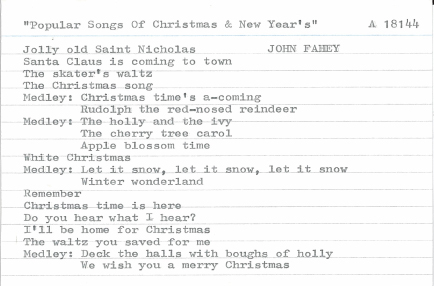 "Popular Songs Of Christmas & New Year's" A 18144
Jolly old Saint Nicholas JOHN FAHEY
Santa Claus is coming to town
The skater's waltz
The Christmas song
Medley: Christmas time's a-coming
Rudolph the red-nosed reindeer
Medley: The holly and the ivy
The cherry tree carol
Apple blossom time
White Christmas
Medley: Let it snow, let it snow, let it snow
Winter wonderland
Remember
Christmas time is here
Do you hear what I hear?
I'll be home for Christmas
The waltz you saved for me
Medley: Deck the halls with boughs of holly
We wish you a merry Christmas